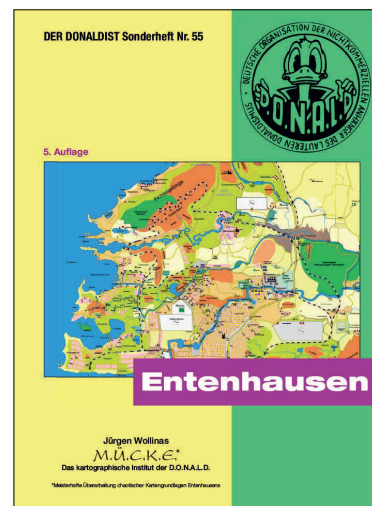 DER DONALDIST Sonderheft Nr. 55
DEUTSCHE ORGANISATION DER NICHTKOMMERZIELLEN ANHÄNGER DES LAUTEREN DONALDISMUS
D.O.N.A.L.D.
5. Auflage
Entenhausen
Jürgen Wollinas
M.Ü.C.K.E.*
Das kartographische Institut der D.O.N.A.L.D.
*Meisterhafte Überarbeitung chaotischer Kartengrundlagen Entenhausens